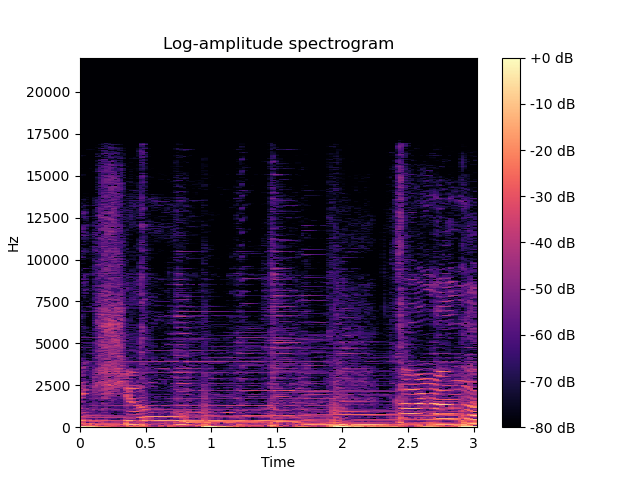 Log-amplitude spectrogram
Hz
20000
17500
15000
12500
10000
7500
5000
2500
0
0 0.5 1 1.5 2 2.5 3
Time
+0 dB
-10 dB
-20 dB
-30 dB
-40 dB
-50 dB
-60 dB
-70 dB
-80 dB